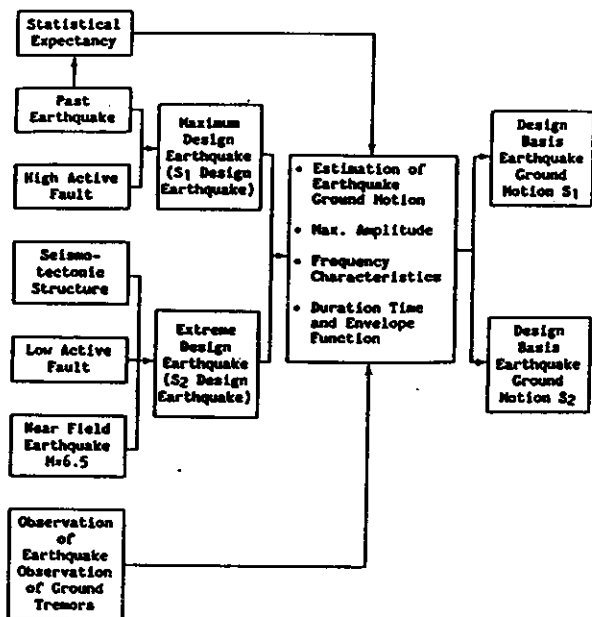 Statistical
Expectancy
Past
Earthquake
High Active
Fault
Seismo-
tectonic
Structure
Low Active
Fault
Near Field
Earthquake
M=6.5
Observation
of
Earthquake
Observation
of Ground
Tremors
Maximum
Design
Earthquake
(S1 Design
Earthquake)
Extreme
Design
Earthquake
(S2 Design
Earthquake)
• Estimation of
Earthquake
Ground Motion
• Max. Amplitude
• Frequency
Characteristics
• Duration Time
and Envelope
Function
Design
Basis
Earthquake
Ground
Motion S1
Design
Basis
Earthquake
Ground
Motion S2